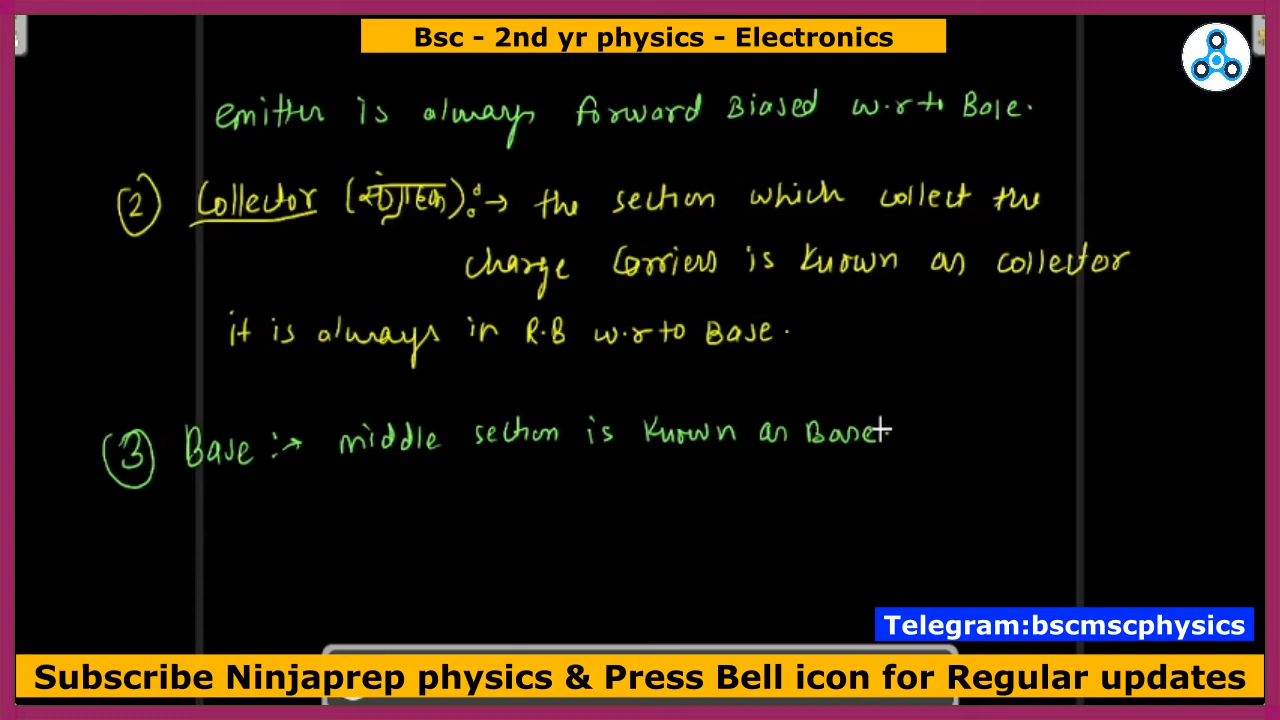 Bsc - 2nd yr physics - Electronics
emitter is always forward Biased w.r to Base.
(2) Collector (संग्राहक) :→ the section which collect the
charge carriers is known as collector
it is always in R.B w.r to Base.
(3) Base :→ middle section is known as Base.
Telegram:bscmscphysics
Subscribe Ninjaprep physics & Press Bell icon for Regular updates